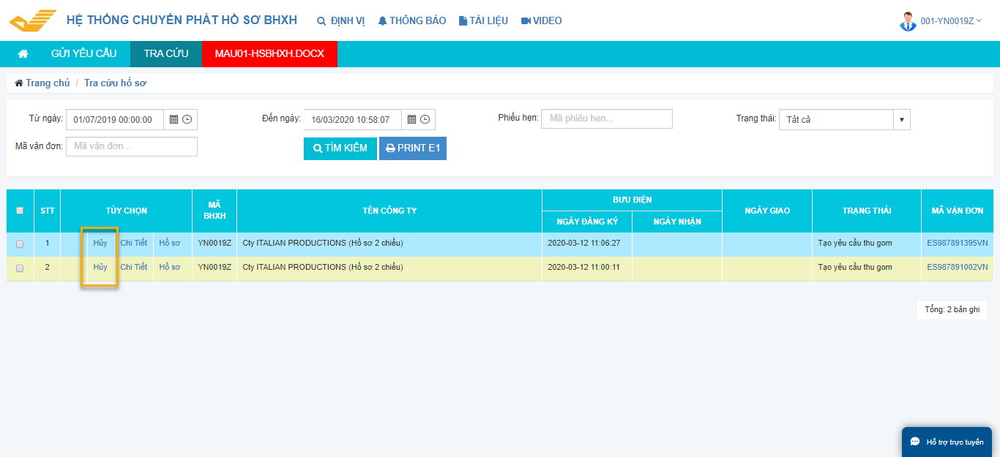 HỆ THỐNG CHUYỂN PHÁT HỒ SƠ BHXH ĐỊNH VỊ THÔNG BÁO TÀI LIỆU VIDEO 001-YN0019Z
GỬI YÊU CẦU TRA CỨU MAU01-HSBHXH.DOCX
Trang chủ / Tra cứu hồ sơ
Từ ngày: 01/07/2019 00:00:00 Đến ngày: 16/03/2020 10:58:07 Phiếu hẹn: Mã phiếu hẹn... Trạng thái: Tất cả
Mã vận đơn: Mã vận đơn... TÌM KIẾM PRINT E1
STT TÙY CHỌN MÃ BHXH TÊN CÔNG TY BƯU ĐIỆN NGÀY GIAO TRẠNG THÁI MÃ VẬN ĐƠN
NGÀY ĐĂNG KÝ NGÀY NHẬN
1 Hủy Chi Tiết Hồ sơ YN0019Z Cty ITALIAN PRODUCTIONS (Hồ sơ 2 chiều) 2020-03-12 11:06:27 Tạo yêu cầu thu gom ES987891395VN
2 Hủy Chi Tiết Hồ sơ YN0019Z Cty ITALIAN PRODUCTIONS (Hồ sơ 2 chiều) 2020-03-12 11:00:11 Tạo yêu cầu thu gom ES987891002VN
Tổng: 2 bản ghi
Hỗ trợ trực tuyến